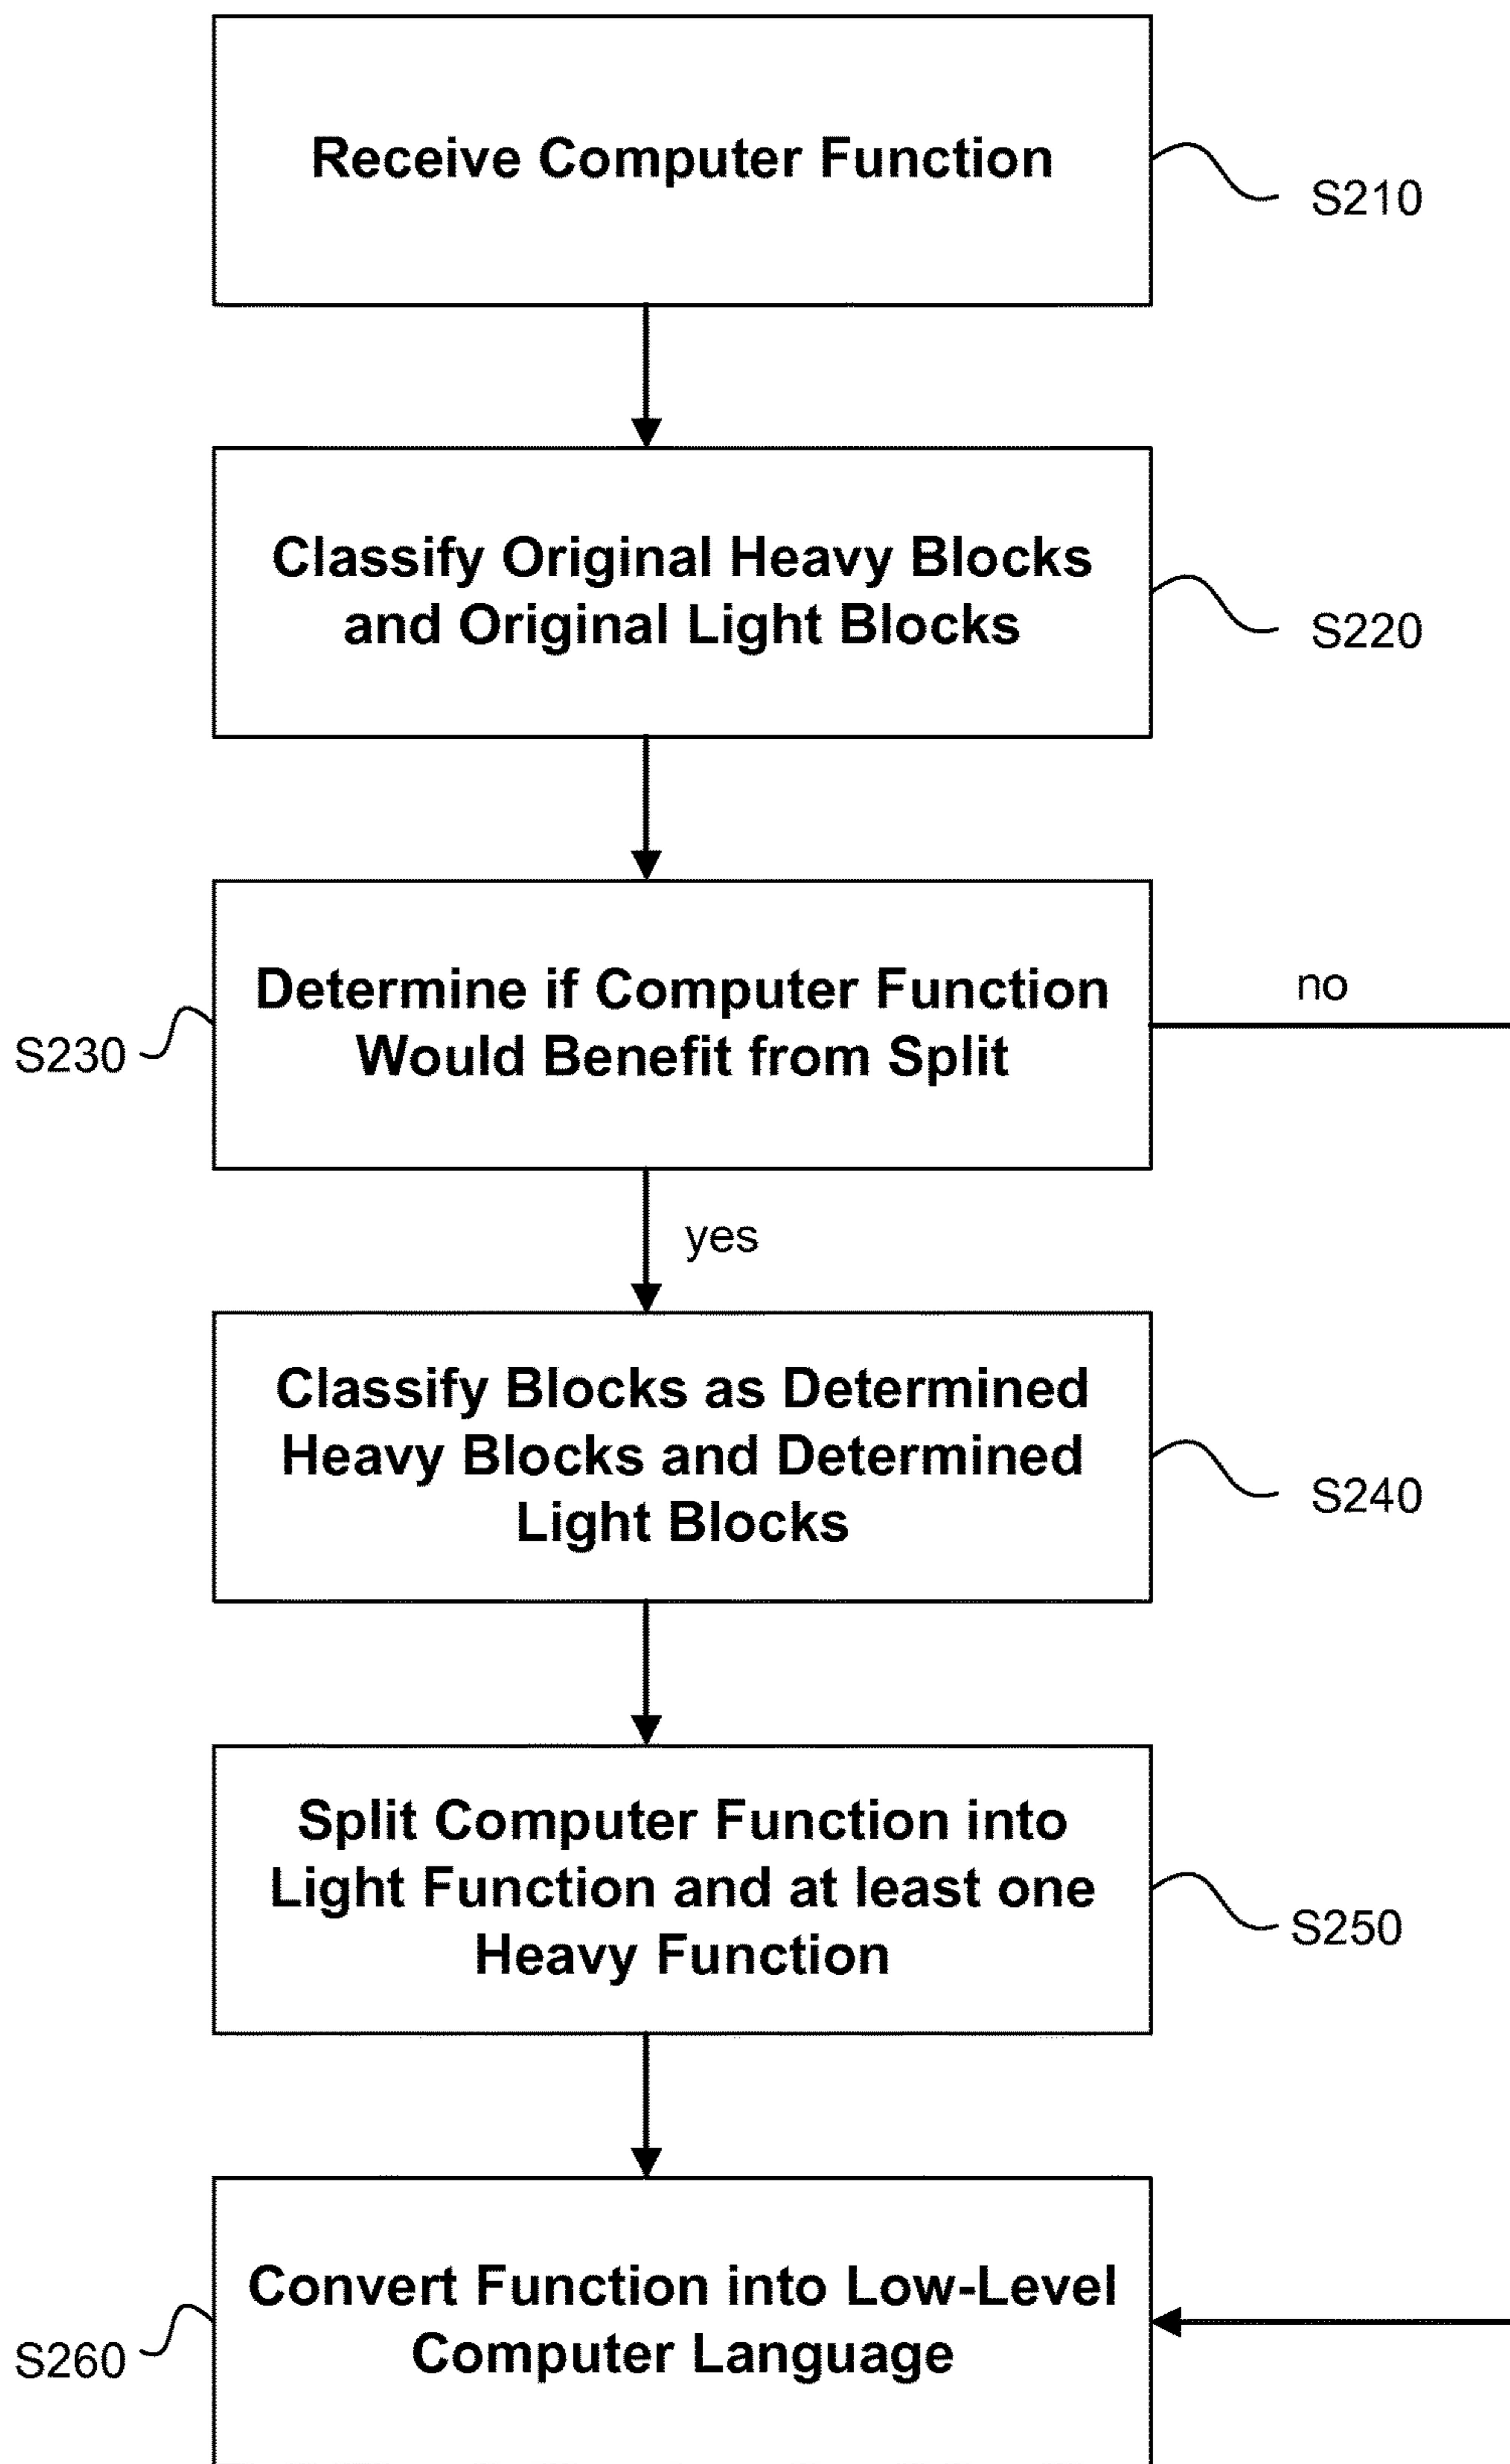 Receive Computer Function
S210
Classify Original Heavy Blocks
and Original Light Blocks
S220
Determine if Computer Function
Would Benefit from Split
S230
no
yes
Classify Blocks as Determined
Heavy Blocks and Determined
Light Blocks
S240
Split Computer Function into
Light Function and at least one
Heavy Function
S250
Convert Function into Low-Level
Computer Language
S260